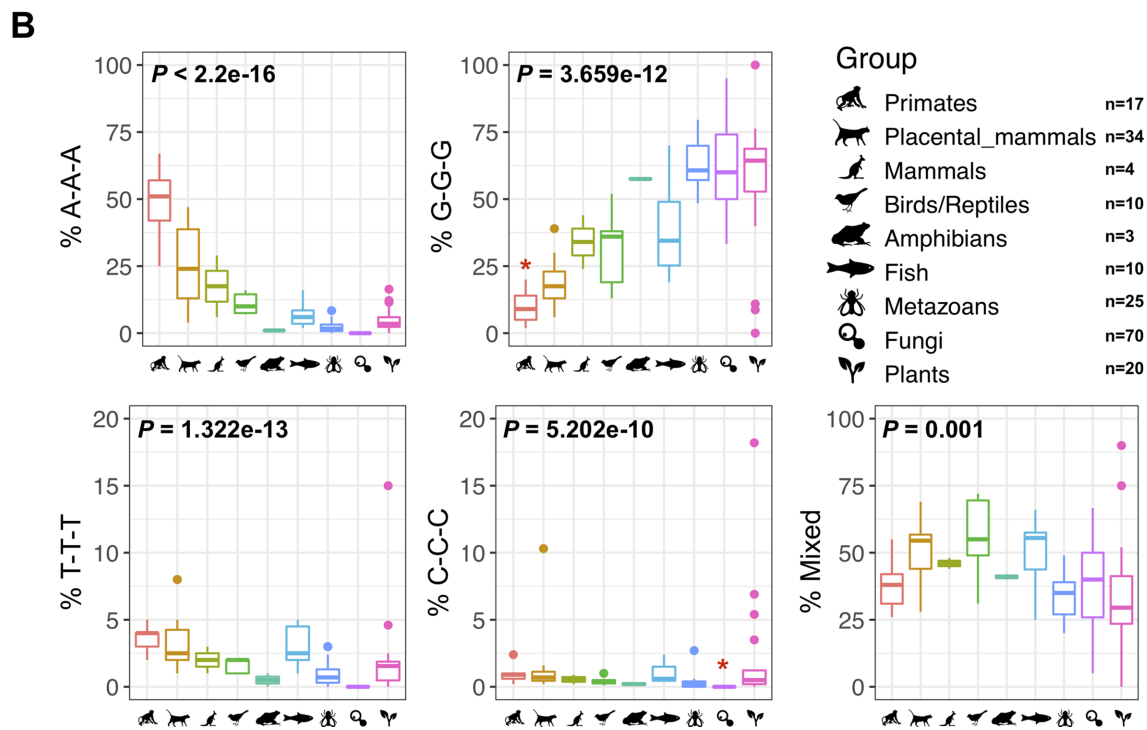 B
% A-A-A
100
75
50
25
0
P < 2.2e-16
% G-G-G
100
75
50
25
0
P = 3.659e-12
*
Group
Primates n=17
Placental_mammals n=34
Mammals n=4
Birds/Reptiles n=10
Amphibians n=3
Fish n=10
Metazoans n=25
Fungi n=70
Plants n=20
% T-T-T
20
15
10
5
0
P = 1.322e-13
% C-C-C
20
15
10
5
0
P = 5.202e-10
*
% Mixed
100
75
50
25
0
P = 0.001